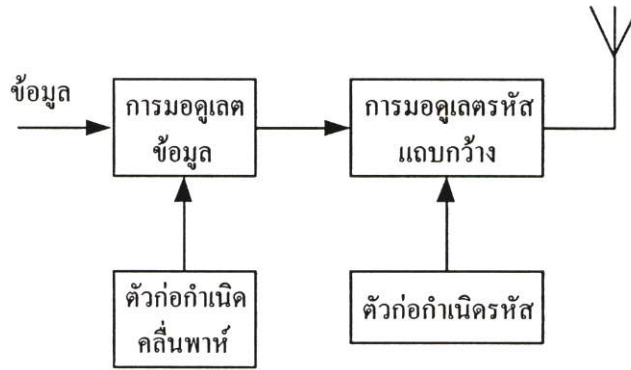 ข้อมูล
การมอดูเลต
ข้อมูล
การมอดูเลตรหัส
แถบกว้าง
ตัวก่อกำเนิด
คลื่นพาห์
ตัวก่อกำเนิดรหัส